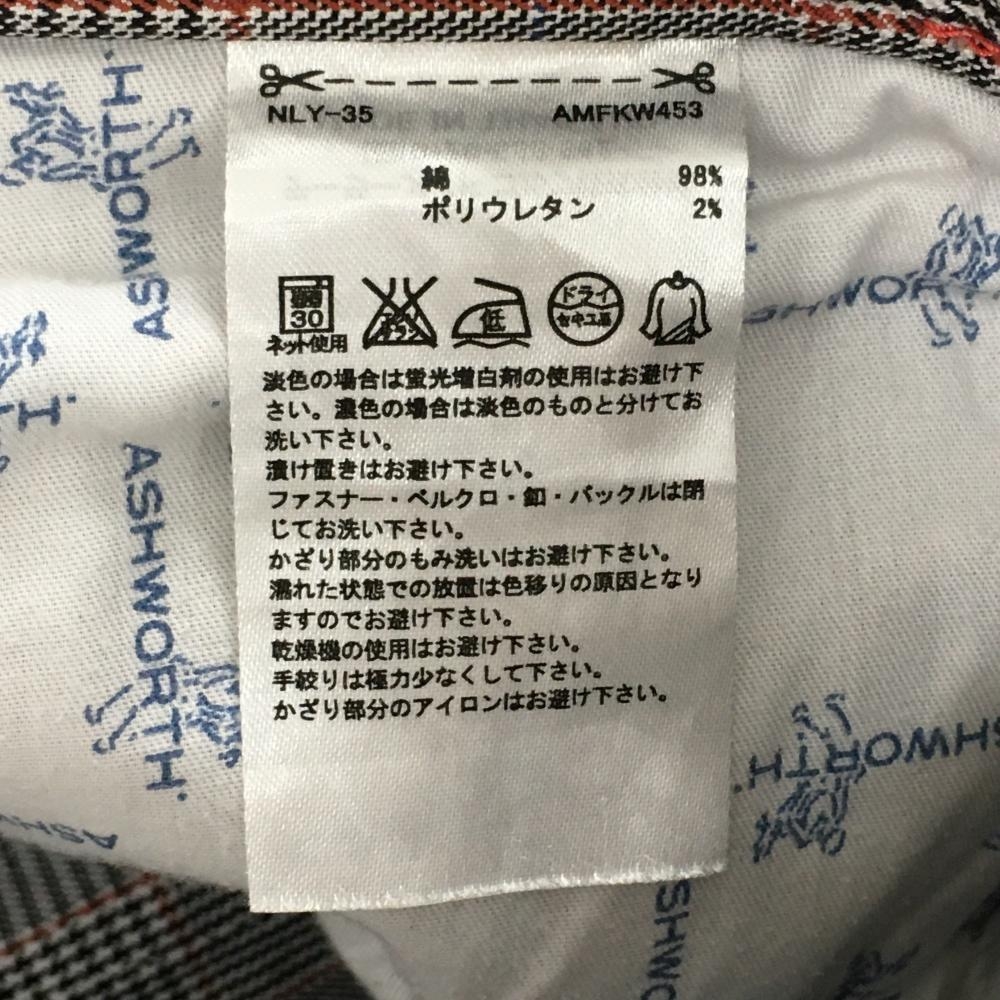 NLY-35 AMFKW453
綿 98%
ポリウレタン 2%
30
ネット使用
低
ドライ
セキユ系
淡色の場合は蛍光増白剤の使用はお避け下
さい。濃色の場合は淡色のものと分けてお
洗い下さい。
漬け置きはお避け下さい。
ファスナー・ベルクロ・釦・バックルは閉
じてお洗い下さい。
かざり部分のもみ洗いはお避け下さい。
濡れた状態での放置は色移りの原因となり
ますのでお避け下さい。
乾燥機の使用はお避け下さい。
手絞りは極力少なくして下さい。
かざり部分のアイロンはお避け下さい。
ASWORTH
ASHWORTH